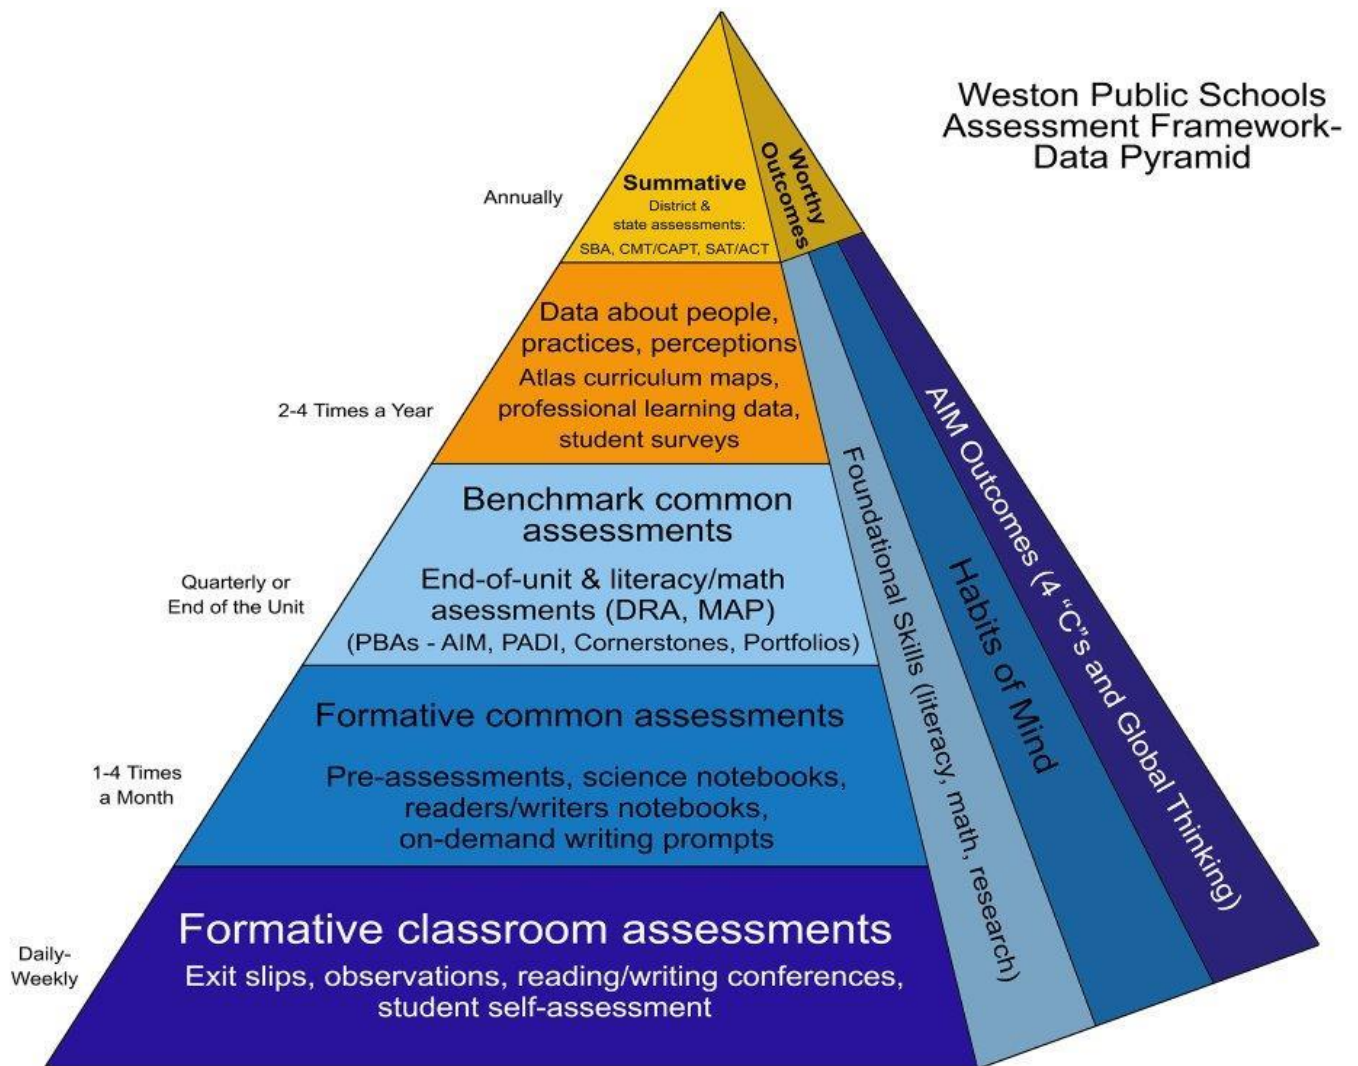 Weston Public Schools
Assessment Framework-
Data Pyramid
Annually
Summative
District &
state assessments:
SBA, CMT/CAPT, SAT/ACT
Worthy
Outcomes
2-4 Times a Year
Data about people,
practices, perceptions
Atlas curriculum maps,
professional learning data,
student surveys
Quarterly or
End of the Unit
Benchmark common
assessments
End-of-unit & literacy/math
asessments (DRA, MAP)
(PBAs - AIM, PADI, Cornerstones, Portfolios)
1-4 Times
a Month
Formative common assessments
Pre-assessments, science notebooks,
readers/writers notebooks,
on-demand writing prompts
Daily-
Weekly
Formative classroom assessments
Exit slips, observations, reading/writing conferences,
student self-assessment
Foundational Skills (literacy, math, research)
Habits of Mind
AIM Outcomes (4 “C”s and Global Thinking)